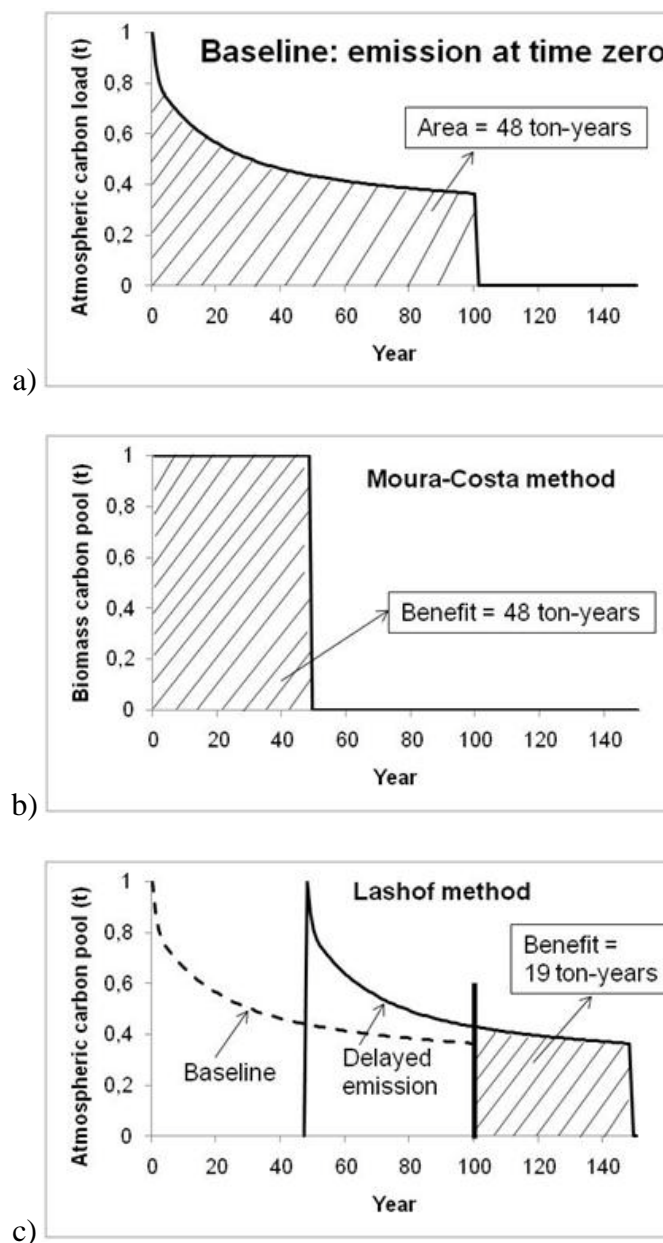 Baseline: emission at time zero
Atmospheric carbon load (t)
1
0,8
0,6
0,4
0,2
0
Area = 48 ton-years
0 20 40 60 80 100 120 140
Year
a)
Moura-Costa method
Biomass carbon pool (t)
1
0,8
0,6
0,4
0,2
0
Benefit = 48 ton-years
0 20 40 60 80 100 120 140
Year
b)
Lashof method
Atmospheric carbon pool (t)
1
0,8
0,6
0,4
0,2
0
Benefit =
19 ton-years
Baseline
Delayed
emission
0 20 40 60 80 100 120 140
Year
c)